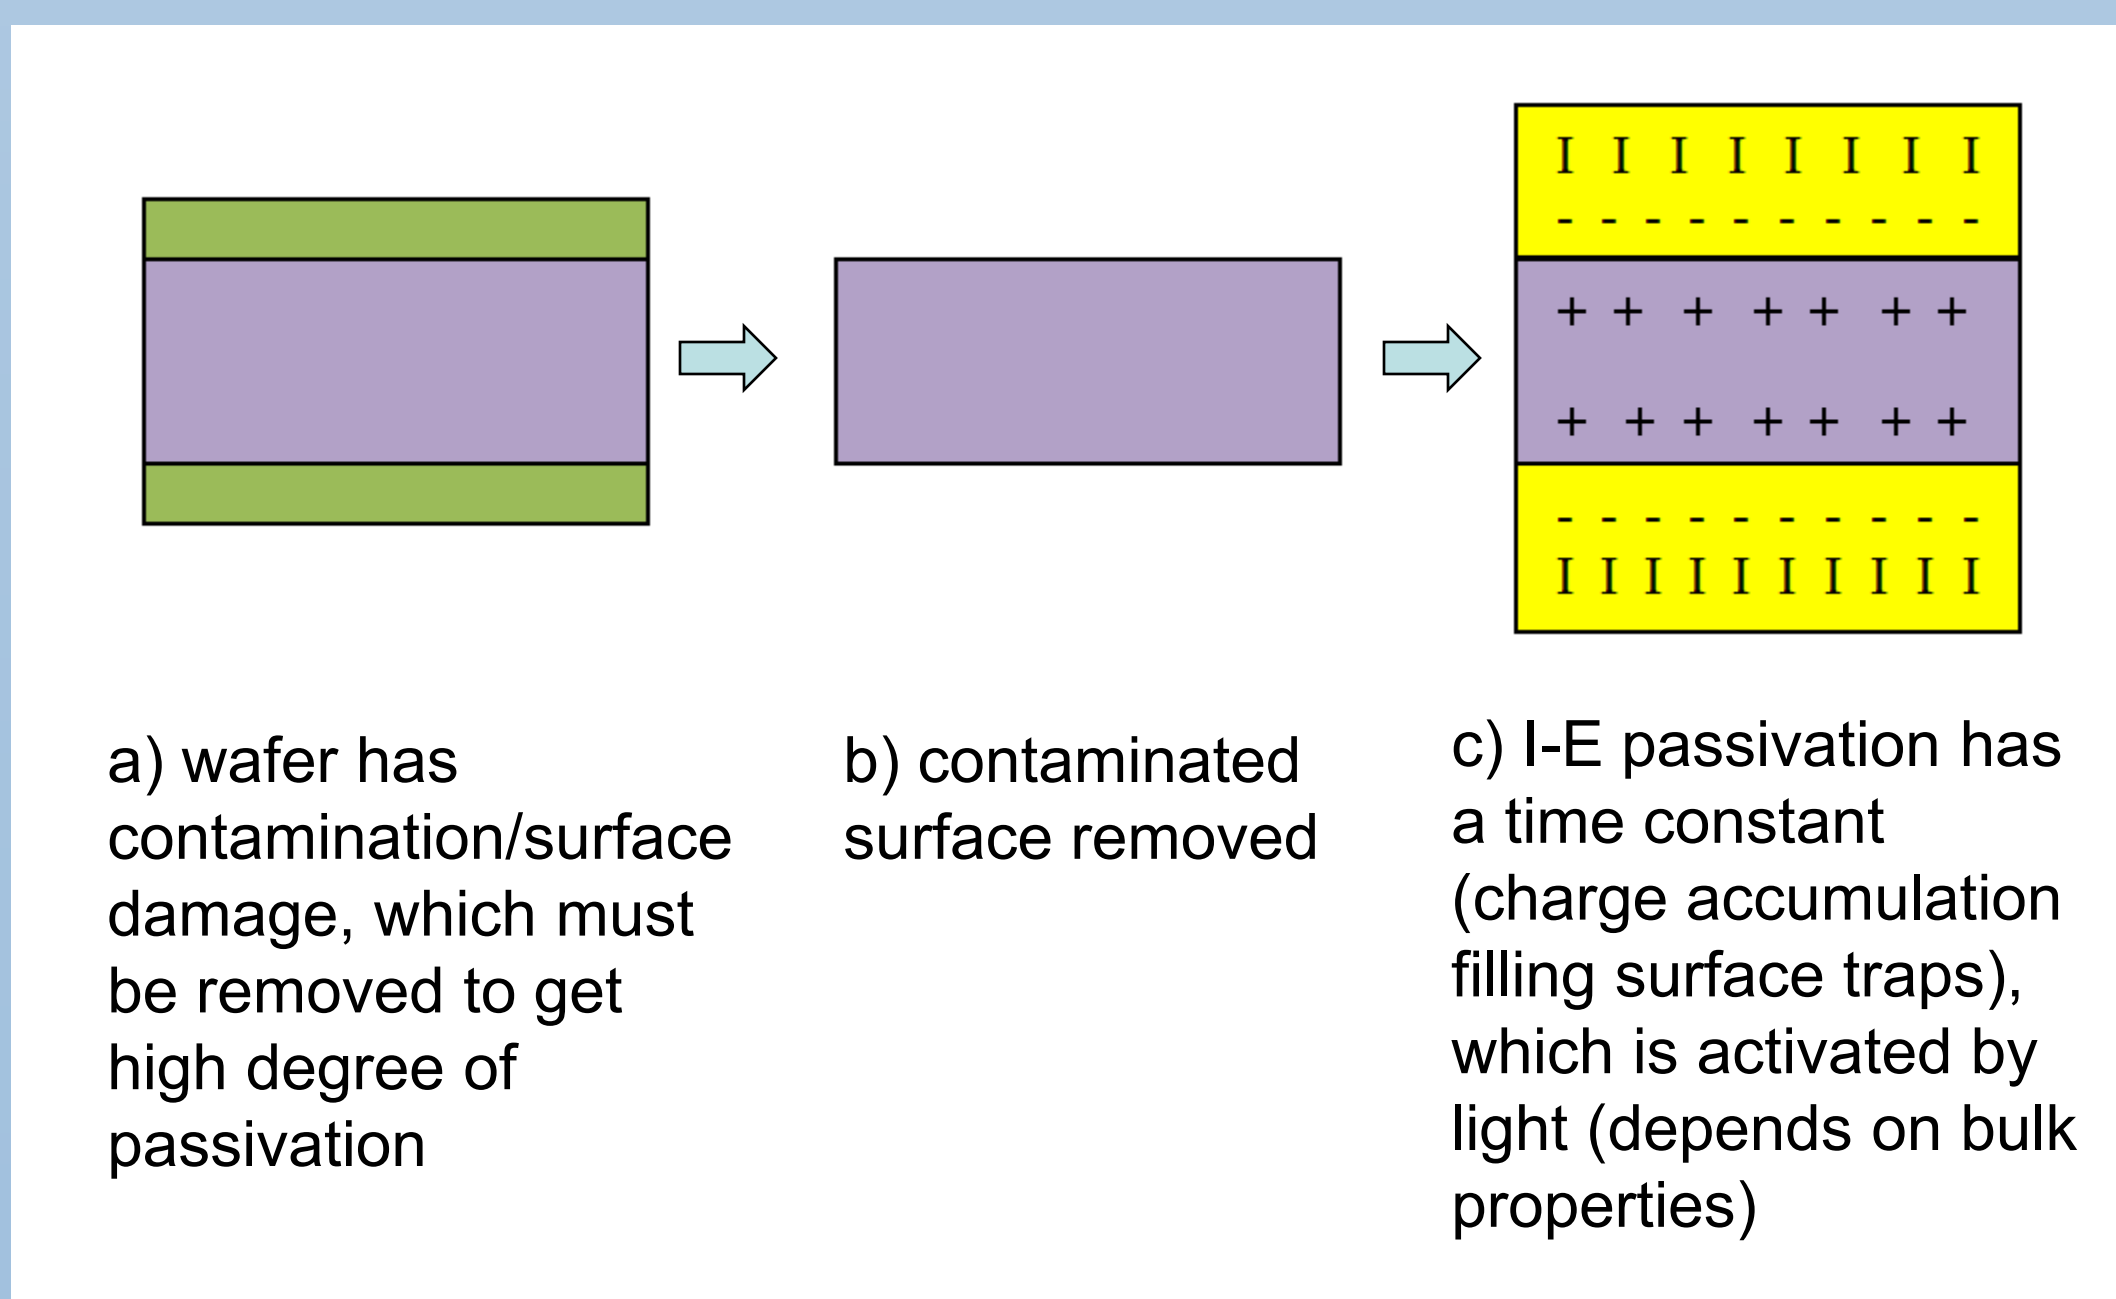 I I I I I I I I
- - - - - - - - - -
+ + + + + + +
+ + + + + + +
- - - - - - - - - -
I I I I I I I I I I
a) wafer has
contamination/surface
damage, which must
be removed to get
high degree of
passivation
b) contaminated
surface removed
c) I-E passivation has
a time constant
(charge accumulation
filling surface traps),
which is activated by
light (depends on bulk
properties)